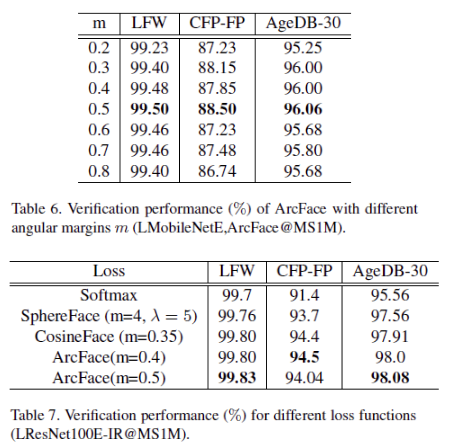 m LFW CFP-FP AgeDB-30
0.2 99.23 87.23 95.25
0.3 99.40 88.15 96.00
0.4 99.48 87.85 96.00
0.5 99.50 88.50 96.06
0.6 99.46 87.23 95.68
0.7 99.46 87.48 95.80
0.8 99.40 86.74 95.68
Table 6. Verification performance (%) of ArcFace with different
angular margins m (LMobileNetE,ArcFace@MS1M).
Loss LFW CFP-FP AgeDB-30
Softmax 99.7 91.4 95.56
SphereFace (m=4, λ = 5) 99.76 93.7 97.56
CosineFace (m=0.35) 99.80 94.4 97.91
ArcFace(m=0.4) 99.80 94.5 98.0
ArcFace(m=0.5) 99.83 94.04 98.08
Table 7. Verification performance (%) for different loss functions
(LResNet100E-IR@MS1M).